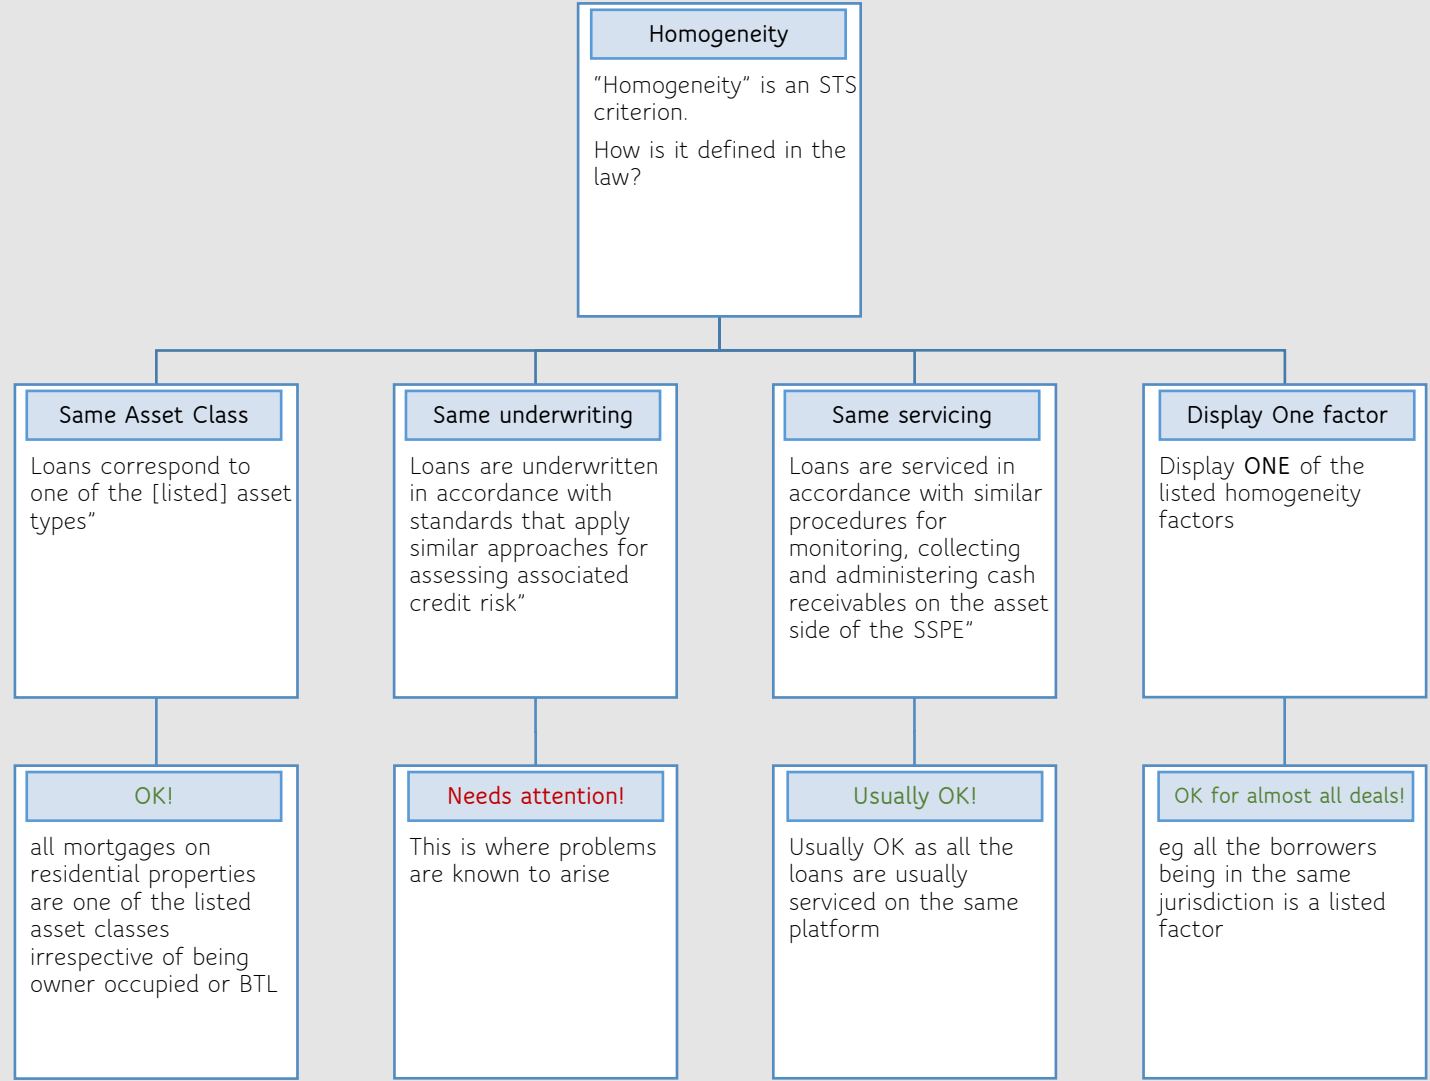 Homogeneity
"Homogeneity" is an STS
criterion.
How is it defined in the
law?
Same Asset Class
Loans correspond to
one of the [listed] asset
types"
Same underwriting
Loans are underwritten
in accordance with
standards that apply
similar approaches for
assessing associated
credit risk"
Same servicing
Loans are serviced in
accordance with similar
procedures for
monitoring, collecting
and administering cash
receivables on the asset
side of the SSPE"
Display One factor
Display ONE of the
listed homogeneity
factors
OK!
all mortgages on
residential properties
are one of the listed
asset classes
irrespective of being
owner occupied or BTL
Needs attention!
This is where problems
are known to arise
Usually OK!
Usually OK as all the
loans are usually
serviced on the same
platform
OK for almost all deals!
eg all the borrowers
being in the same
jurisdiction is a listed
factor